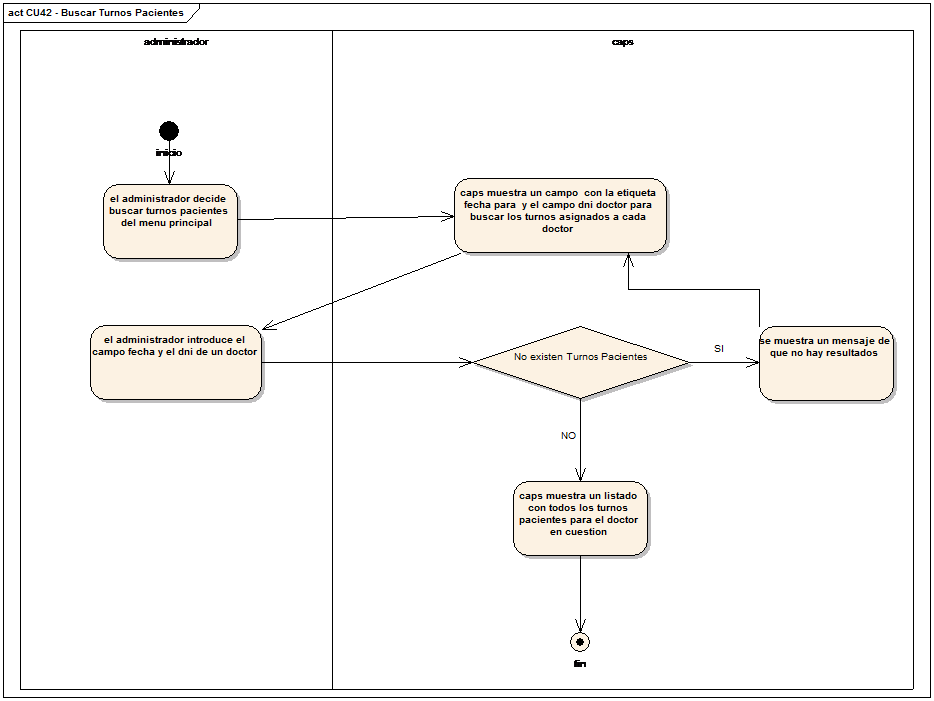 act CU42 - Buscar Turnos Pacientes
administrador
caps
inicio
el administrador decide
buscar turnos pacientes
del menu principal
caps muestra un campo con la etiqueta
fecha para y el campo dni doctor para
buscar los turnos asignados a cada
doctor
el administrador introduce el
campo fecha y el dni de un doctor
No existen Turnos Pacientes
SI
se muestra un mensaje de
que no hay resultados
NO
caps muestra un listado
con todos los turnos
pacientes para el doctor
en cuestion
fin